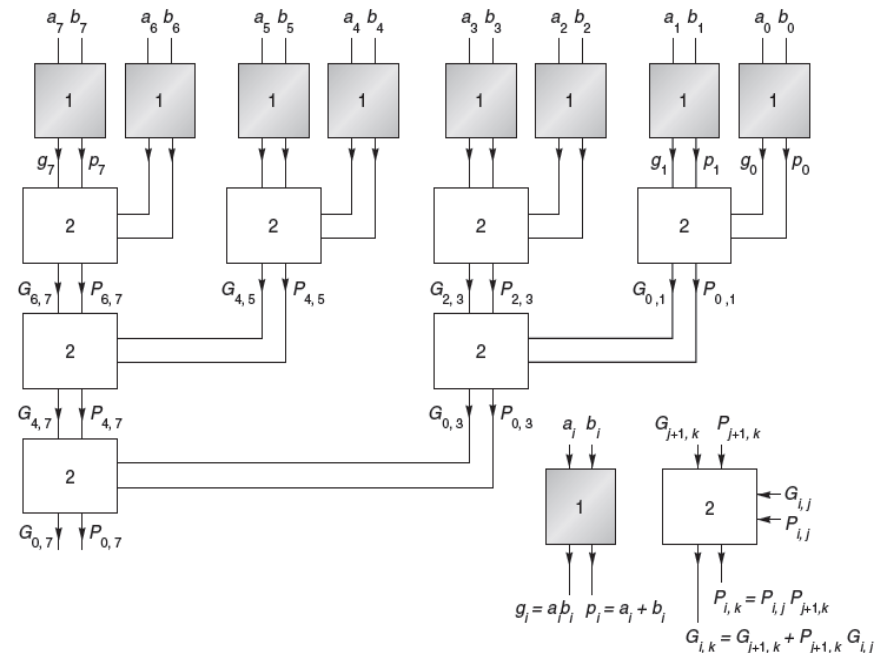 a7 b7 a6 b6 a5 b5 a4 b4 a3 b3 a2 b2 a1 b1 a0 b0
1 1 1 1 1 1 1 1
g7 p7 g1 p1 g0 p0
2 2 2 2
G6, 7 P6, 7 G4, 5 P4, 5 G2, 3 P2, 3 G0, 1 P0, 1
2 2
G4, 7 P4, 7 G0, 3 P0, 3
ai bi Gj+1, k Pj+1, k
2 1 2 Gi, j
Pi, j
G0, 7 P0, 7
gi = aibi pi = ai + bi Pi, k = Pi, j Pj+1,k
Gi, k = Gj+1, k + Pj+1, k Gi, j